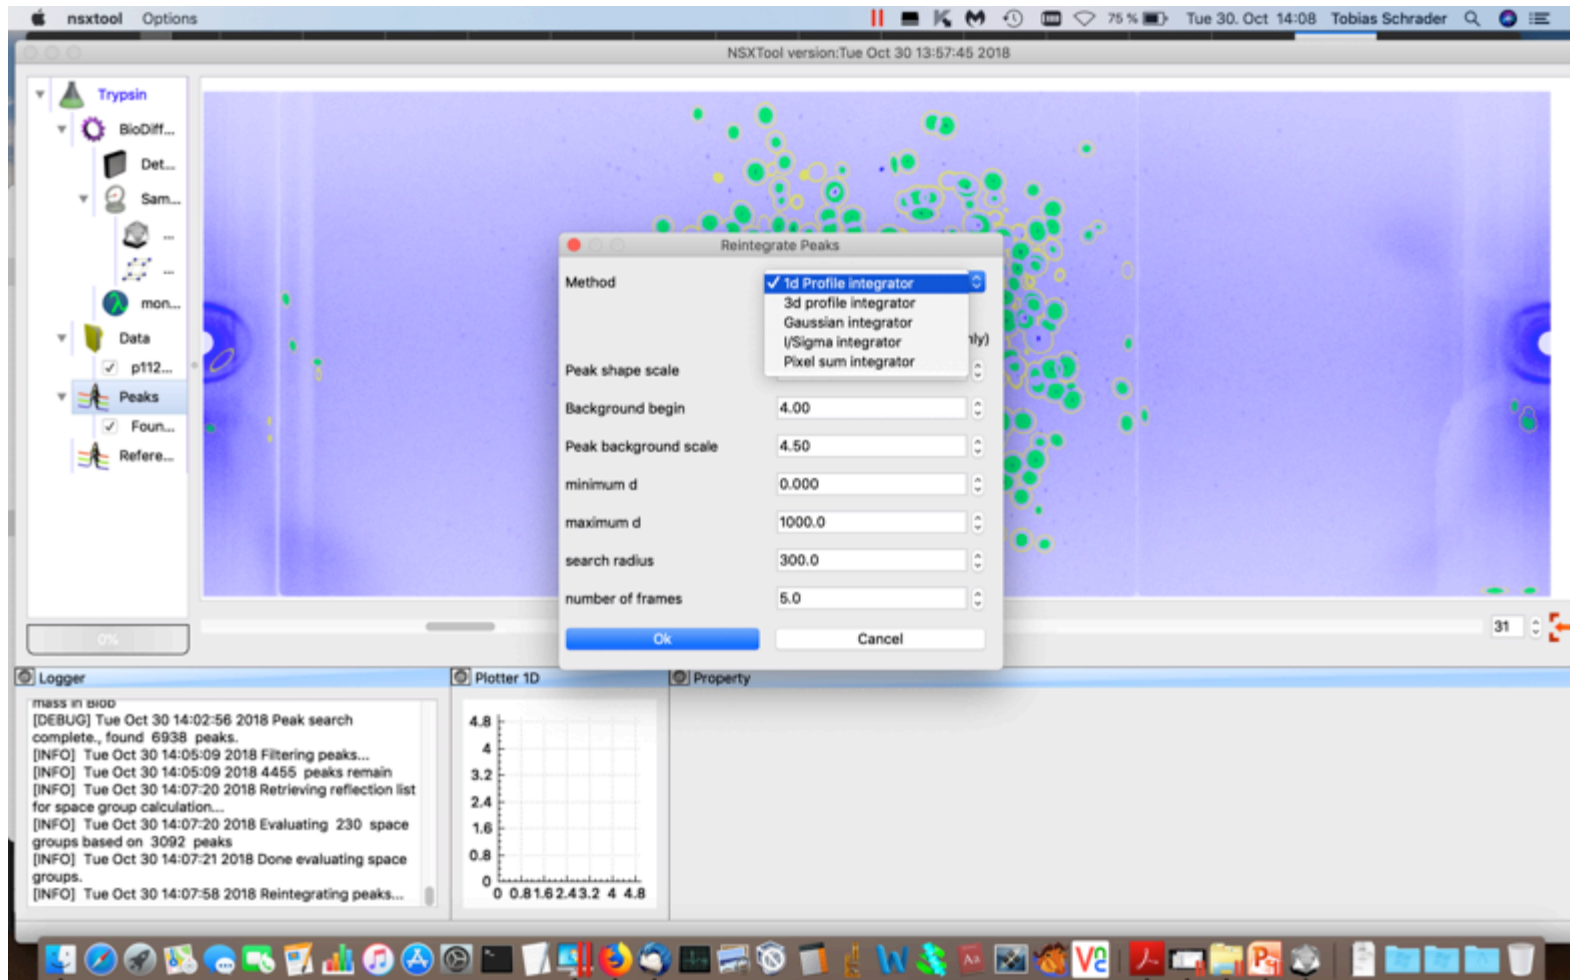 nsxtool Options
75 % Tue 30. Oct 14:08 Tobias Schrader
NSXTool version:Tue Oct 30 13:57:45 2018
Trypsin
BioDiff...
Det...
Sam...
...
...
mon...
Data
p112...
Peaks
Foun...
Refere...
0%
Reintegrate Peaks
Method
✓ 1d Profile integrator
3d profile integrator
Gaussian integrator
I/Sigma integrator
Pixel sum integrator
nly)
Peak shape scale
Background begin 4.00
Peak background scale 4.50
minimum d 0.000
maximum d 1000.0
search radius 300.0
number of frames 5.0
Ok Cancel
31
Logger
mass in Blob
[DEBUG] Tue Oct 30 14:02:56 2018 Peak search
complete., found 6938 peaks.
[INFO] Tue Oct 30 14:05:09 2018 Filtering peaks...
[INFO] Tue Oct 30 14:05:09 2018 4455 peaks remain
[INFO] Tue Oct 30 14:07:20 2018 Retrieving reflection list
for space group calculation...
[INFO] Tue Oct 30 14:07:20 2018 Evaluating 230 space
groups based on 3092 peaks
[INFO] Tue Oct 30 14:07:21 2018 Done evaluating space
groups.
[INFO] Tue Oct 30 14:07:58 2018 Reintegrating peaks...
Plotter 1D
4.8
4
3.2
2.4
1.6
0.8
0
0 0.8 1.6 2.4 3.2 4 4.8
Property